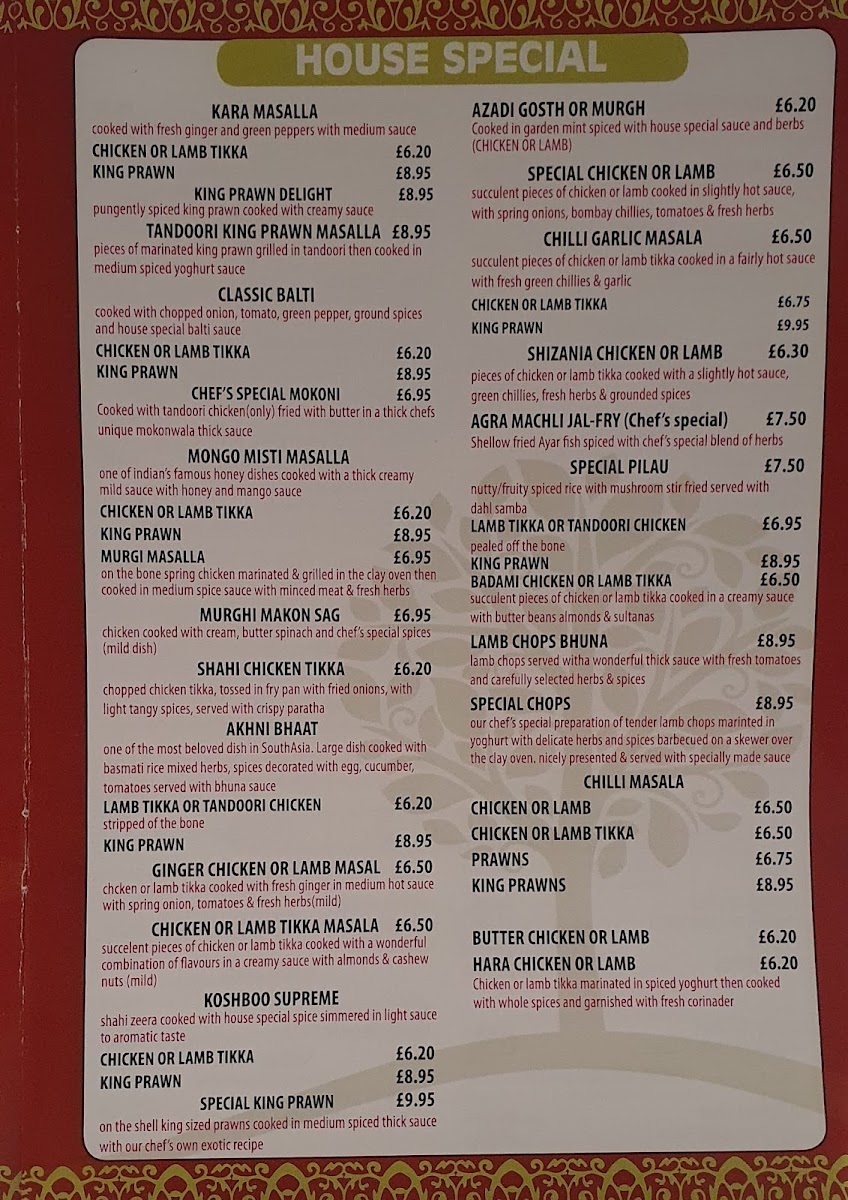 HOUSE SPECIAL
KARA MASALLA
cooked with fresh ginger and green peppers with medium sauce
CHICKEN OR LAMB TIKKA £6.20
KING PRAWN £8.95
KING PRAWN DELIGHT £8.95
pungently spiced king prawn cooked with creamy sauce
TANDOORI KING PRAWN MASALLA £8.95
pieces of marinated king prawn grilled in tandoori then cooked in
medium spiced yoghurt sauce
CLASSIC BALTI
cooked with chopped onion, tomato, green pepper, ground spices
and house special balti sauce
CHICKEN OR LAMB TIKKA £6.20
KING PRAWN £8.95
CHEF'S SPECIAL MOKONI £6.95
Cooked with tandoori chicken(only) fried with butter in a thick chefs
unique mokonwala thick sauce
MONGO MISTI MASALLA
one of indian's famous honey dishes cooked with a thick creamy
mild sauce with honey and mango sauce
CHICKEN OR LAMB TIKKA £6.20
KING PRAWN £8.95
MURGI MASALLA £6.95
on the bone spring chicken marinated & grilled in the clay oven then
cooked in medium spice sauce with minced meat & fresh herbs
MURGHI MAKON SAG £6.95
chicken cooked with cream, butter spinach and chef's special spices
(mild dish)
SHAHI CHICKEN TIKKA £6.20
chopped chicken tikka, tossed in fry pan with fried onions, with
light tangy spices, served with crispy paratha
AKHNI BHAAT
one of the most beloved dish in SouthAsia. Large dish cooked with
basmati rice mixed herbs, spices decorated with egg, cucumber,
tomatoes served with bhuna sauce
LAMB TIKKA OR TANDOORI CHICKEN £6.20
stripped of the bone
KING PRAWN £8.95
GINGER CHICKEN OR LAMB MASAL £6.50
chcken or lamb tikka cooked with fresh ginger in medium hot sauce
with spring onion, tomatoes & fresh herbs(mild)
CHICKEN OR LAMB TIKKA MASALA £6.50
succelent pieces of chicken or lamb tikka cooked with a wonderful
combination of flavours in a creamy sauce with almonds & cashew
nuts (mild)
KOSHBOO SUPREME
shahi zeera cooked with house special spice simmered in light sauce
to aromatic taste
CHICKEN OR LAMB TIKKA £6.20
KING PRAWN £8.95
SPECIAL KING PRAWN £9.95
on the shell king sized prawns cooked in medium spiced thick sauce
with our chef's own exotic recipe
AZADI GOSTH OR MURGH £6.20
Cooked in garden mint spiced with house special sauce and berbs
(CHICKEN OR LAMB)
SPECIAL CHICKEN OR LAMB £6.50
succulent pieces of chicken or lamb cooked in slightly hot sauce,
with spring onions, bombay chillies, tomatoes & fresh herbs
CHILLI GARLIC MASALA £6.50
succulent pieces of chicken or lamb tikka cooked in a fairly hot sauce
with fresh green chillies & garlic
CHICKEN OR LAMB TIKKA £6.75
KING PRAWN £9.95
SHIZANIA CHICKEN OR LAMB £6.30
pieces of chicken or lamb tikka cooked with a slightly hot sauce,
green chillies, fresh herbs & grounded spices
AGRA MACHLI JAL-FRY (Chef's special) £7.50
Shellow fried Ayar fish spiced with chef's special blend of herbs
SPECIAL PILAU £7.50
nutty/fruity spiced rice with mushroom stir fried served with
dahl samba
LAMB TIKKA OR TANDOORI CHICKEN £6.95
pealed off the bone
KING PRAWN £8.95
BADAMI CHICKEN OR LAMB TIKKA £6.50
succulent pieces of chicken or lamb tikka cooked in a creamy sauce
with butter beans almonds & sultanas
LAMB CHOPS BHUNA £8.95
lamb chops served witha wonderful thick sauce with fresh tomatoes
and carefully selected herbs & spices
SPECIAL CHOPS £8.95
our chef's special preparation of tender lamb chops marinted in
yoghurt with delicate herbs and spices barbecued on a skewer over
the clay oven. nicely presented & served with specially made sauce
CHILLI MASALA
CHICKEN OR LAMB £6.50
CHICKEN OR LAMB TIKKA £6.50
PRAWNS £6.75
KING PRAWNS £8.95
BUTTER CHICKEN OR LAMB £6.20
HARA CHICKEN OR LAMB £6.20
Chicken or lamb tikka marinated in spiced yoghurt then cooked
with whole spices and garnished with fresh corinader